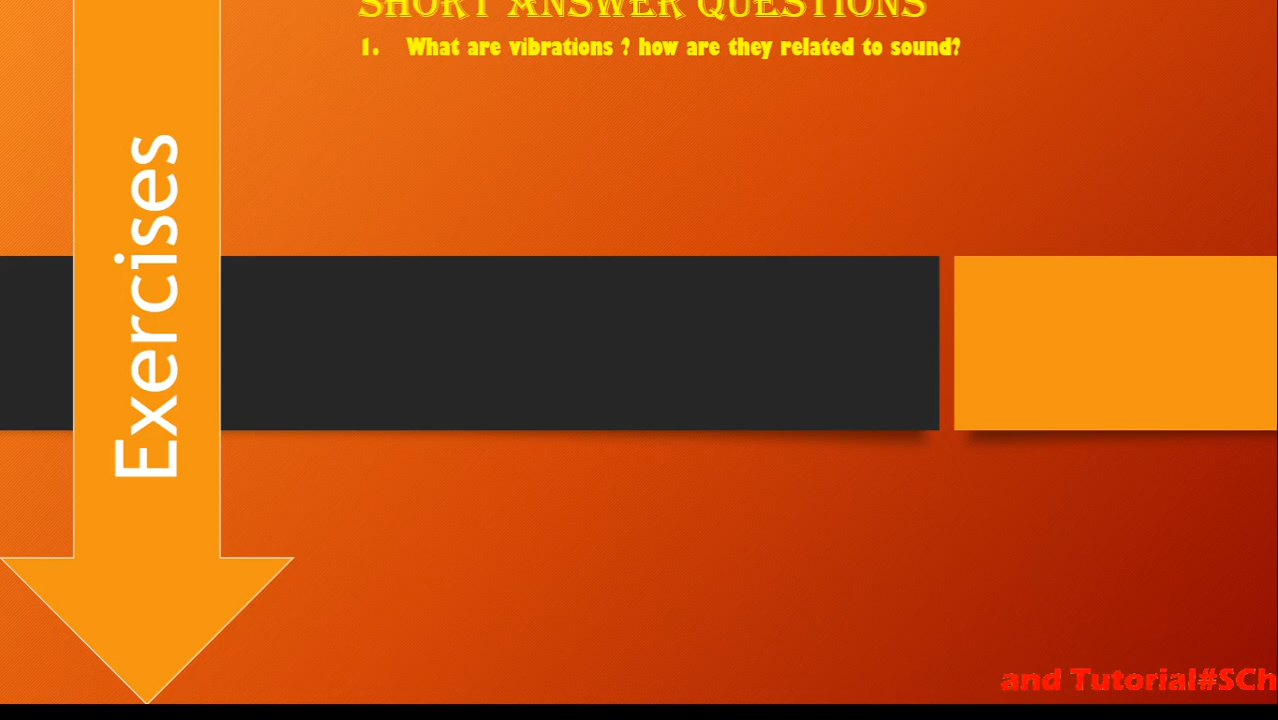 SHORT ANSWER QUESTIONS
1. What are vibrations ? how are they related to sound?
Exercises
and Tutorial#SCh